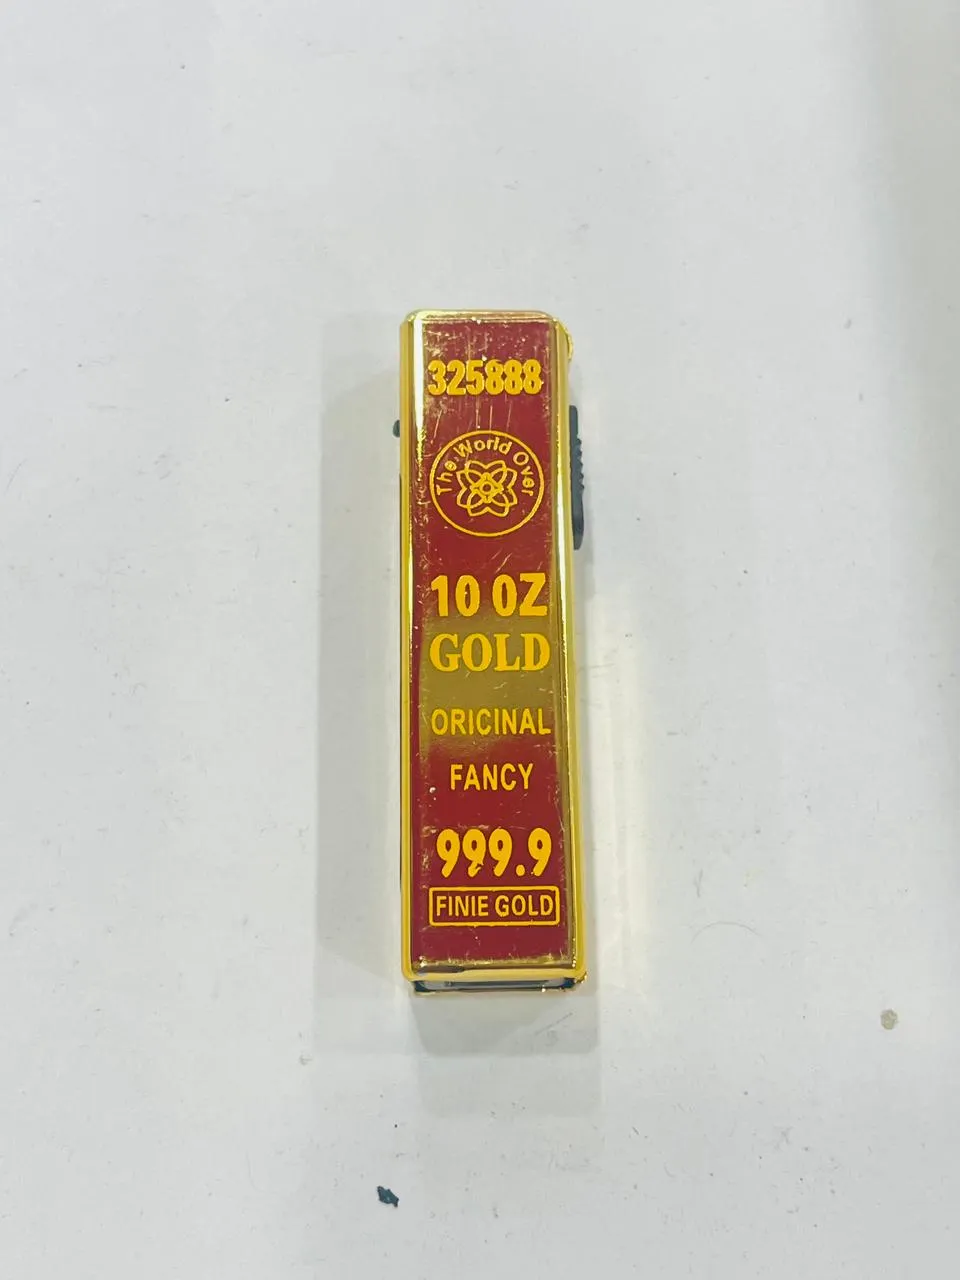 325888
The World Over
10 OZ
GOLD
ORICINAL
FANCY
999.9
FINIE GOLD